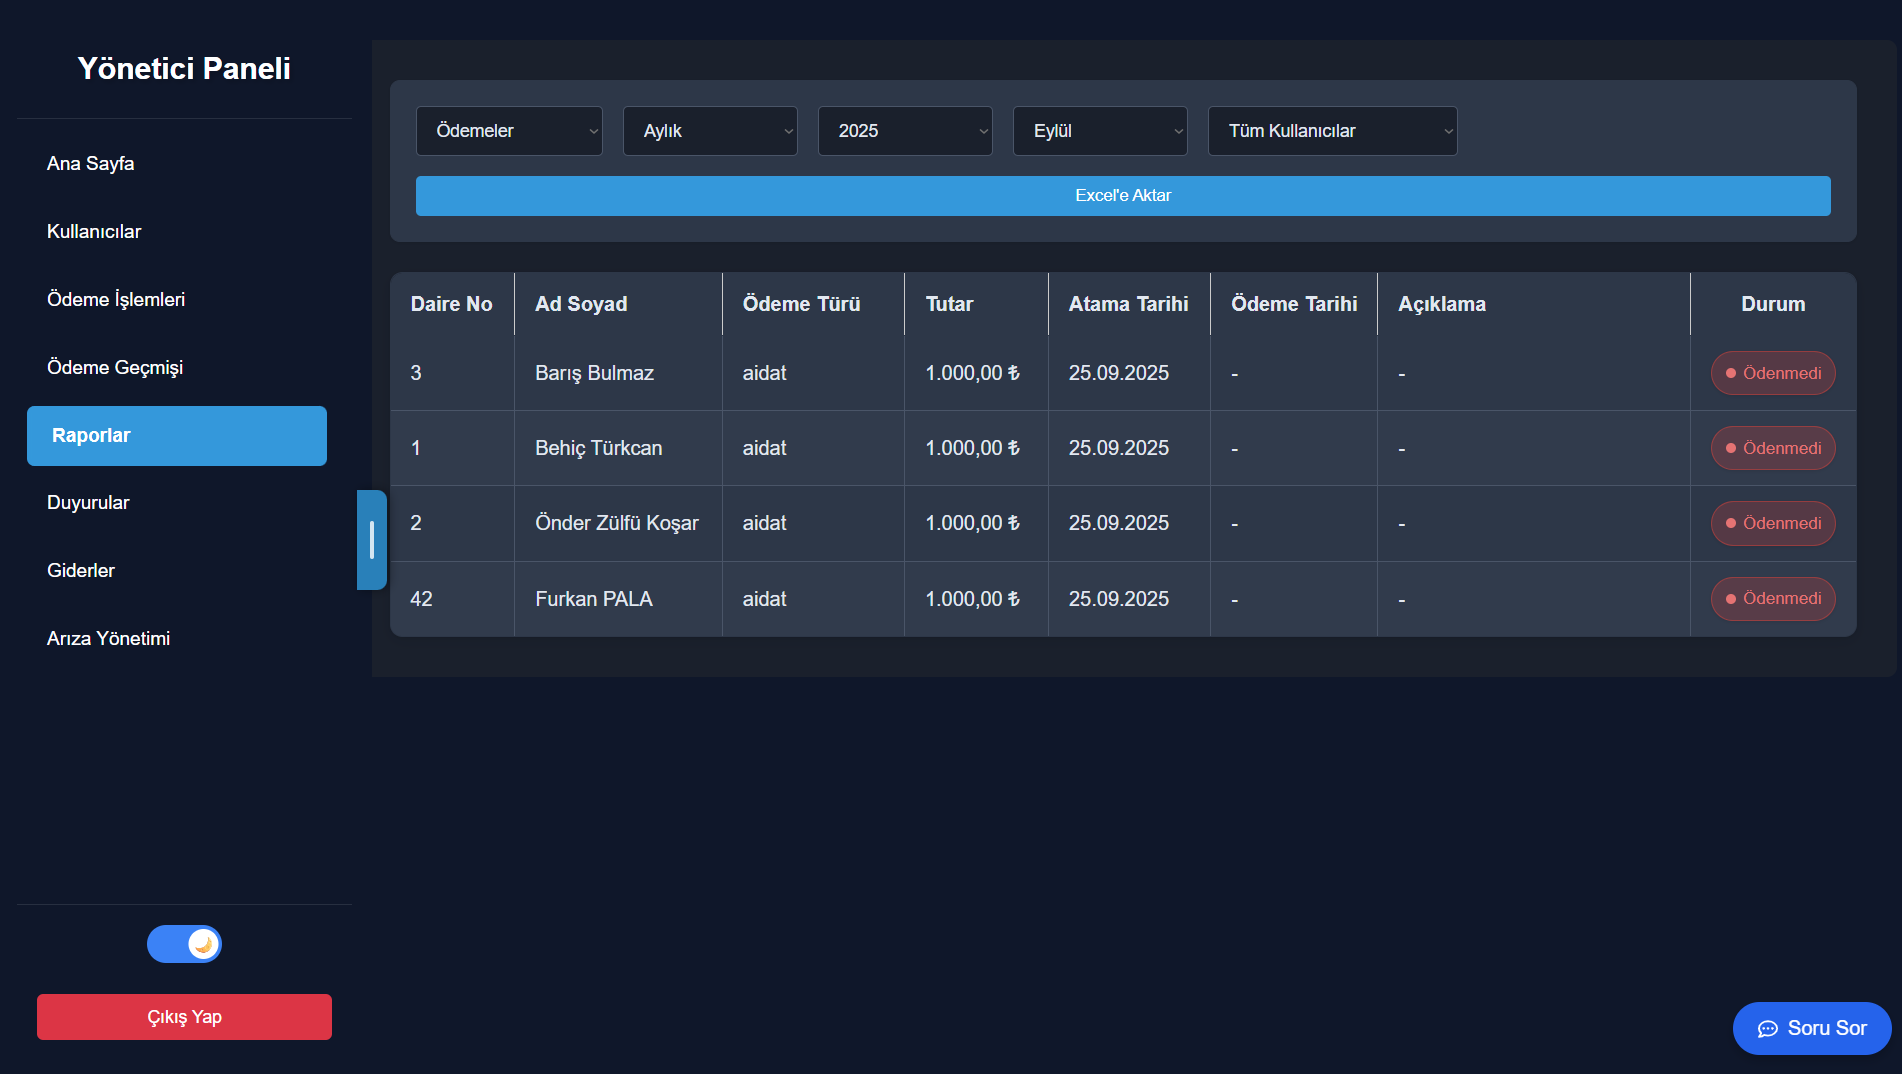 Yönetici Paneli
Ana Sayfa
Kullanıcılar
Ödeme İşlemleri
Ödeme Geçmişi
Raporlar
Duyurular
Giderler
Arıza Yönetimi
Çıkış Yap
Ödemeler Aylık 2025 Eylül Tüm Kullanıcılar
Excel'e Aktar
Daire No Ad Soyad Ödeme Türü Tutar Atama Tarihi Ödeme Tarihi Açıklama Durum
3 Barış Bulmaz aidat 1.000,00 ₺ 25.09.2025 - - Ödenmedi
1 Behiç Türkcan aidat 1.000,00 ₺ 25.09.2025 - - Ödenmedi
2 Önder Zülfü Koşar aidat 1.000,00 ₺ 25.09.2025 - - Ödenmedi
42 Furkan PALA aidat 1.000,00 ₺ 25.09.2025 - - Ödenmedi
Soru Sor